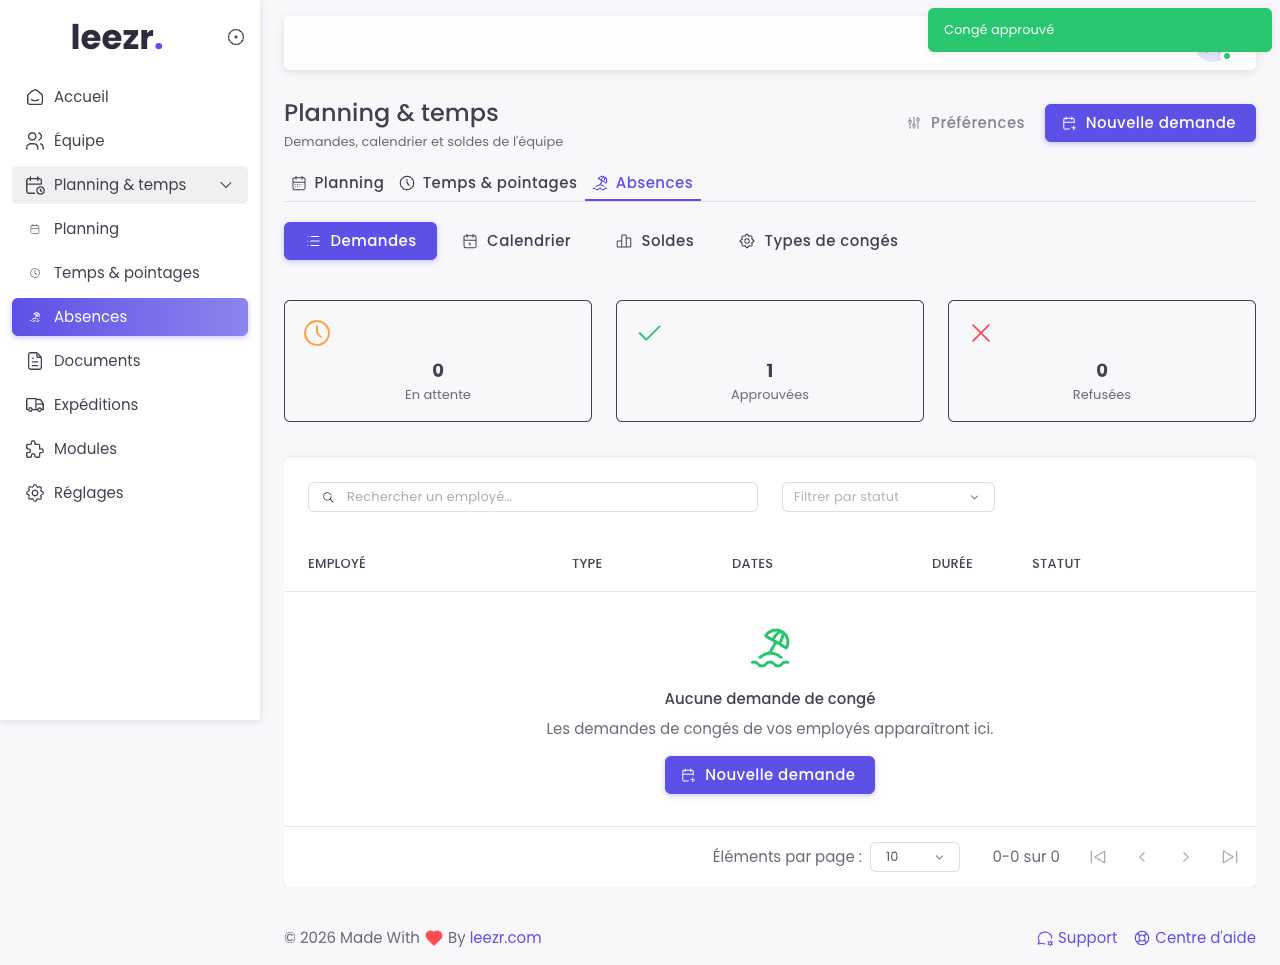 leezr.
Congé approuvé
Accueil
Équipe
Planning & temps
Planning
Temps & pointages
Absences
Documents
Expéditions
Modules
Réglages
Planning & temps
Demandes, calendrier et soldes de l'équipe
Préférences
Nouvelle demande
Planning
Temps & pointages
Absences
Demandes
Calendrier
Soldes
Types de congés
0
En attente
1
Approuvées
0
Refusées
Rechercher un employé...
Filtrer par statut
EMPLOYÉ TYPE DATES DURÉE STATUT
Aucune demande de congé
Les demandes de congés de vos employés apparaîtront ici.
Nouvelle demande
Éléments par page : 10 0-0 sur 0
© 2026 Made With By leezr.com
Support
Centre d'aide